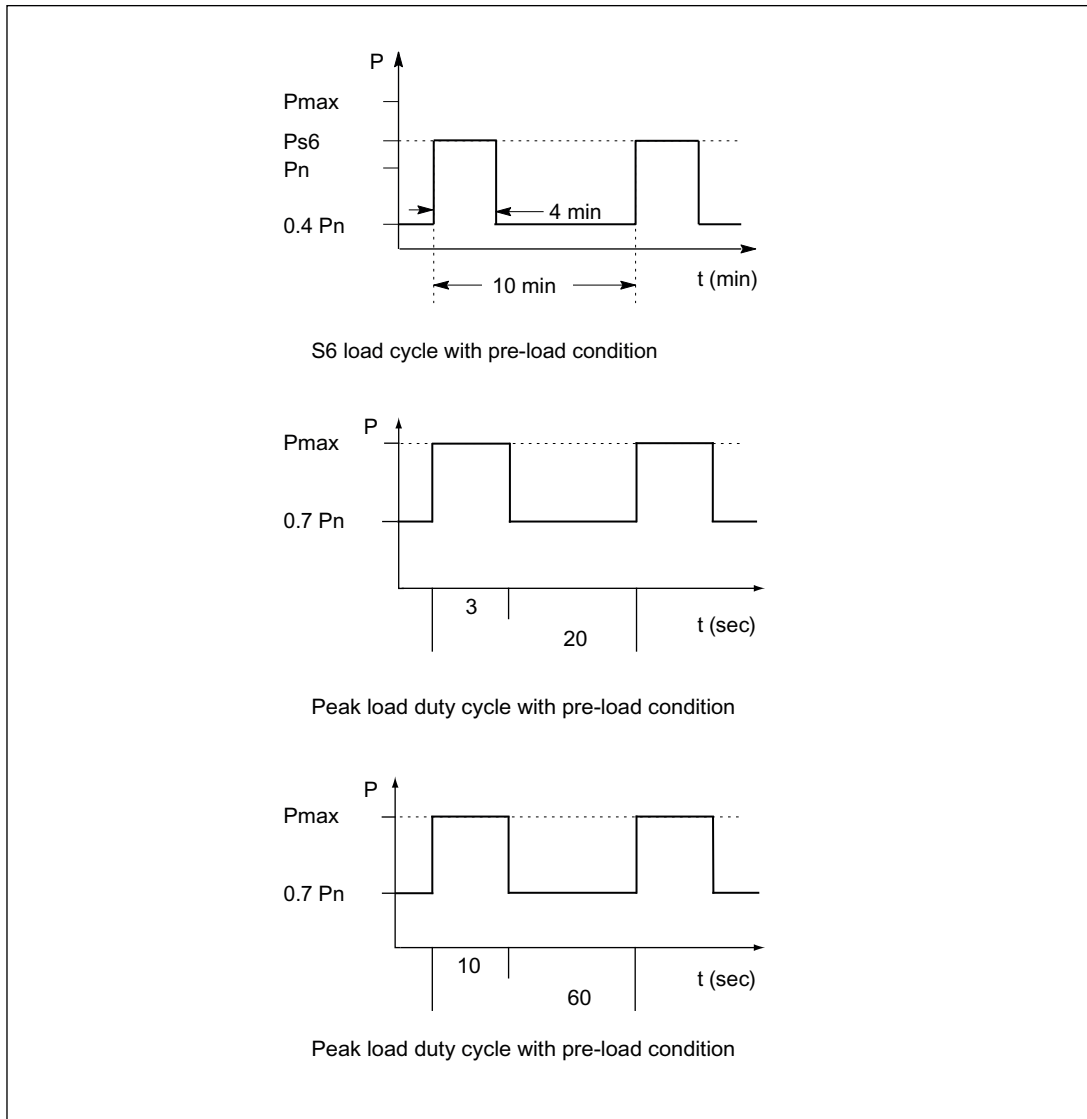 P
Pmax
Ps6
Pn
4 min
0.4 Pn
t (min)
10 min
S6 load cycle with pre-load condition
P
Pmax
0.7 Pn
3
t (sec)
20
Peak load duty cycle with pre-load condition
P
Pmax
0.7 Pn
10
t (sec)
60
Peak load duty cycle with pre-load condition